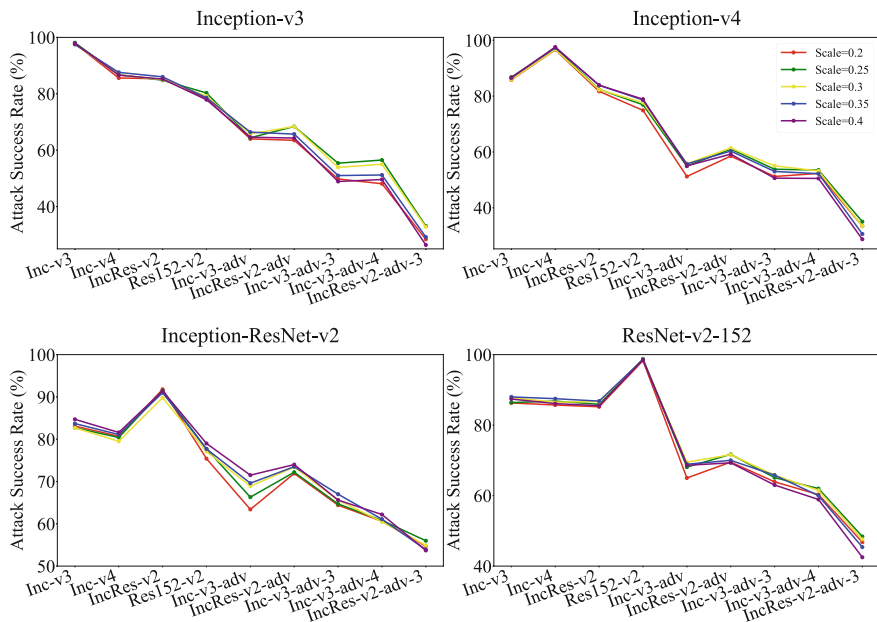 Inception-v3
Attack Success Rate (%)
100
80
60
40
Inc-v3
Inc-v4
IncRes-v2
Res152-v2
Inc-v3-adv
IncRes-v2-adv
Inc-v3-adv-3
Inc-v3-adv-4
IncRes-v2-adv-3
Inception-v4
Attack Success Rate (%)
100
80
60
40
Scale=0.2
Scale=0.25
Scale=0.3
Scale=0.35
Scale=0.4
Inc-v3
Inc-v4
IncRes-v2
Res152-v2
Inc-v3-adv
IncRes-v2-adv
Inc-v3-adv-3
Inc-v3-adv-4
IncRes-v2-adv-3
Inception-ResNet-v2
Attack Success Rate (%)
100
90
80
70
60
50
Inc-v3
Inc-v4
IncRes-v2
Res152-v2
Inc-v3-adv
IncRes-v2-adv
Inc-v3-adv-3
Inc-v3-adv-4
IncRes-v2-adv-3
ResNet-v2-152
Attack Success Rate (%)
100
80
60
40
Inc-v3
Inc-v4
IncRes-v2
Res152-v2
Inc-v3-adv
IncRes-v2-adv
Inc-v3-adv-3
Inc-v3-adv-4
IncRes-v2-adv-3